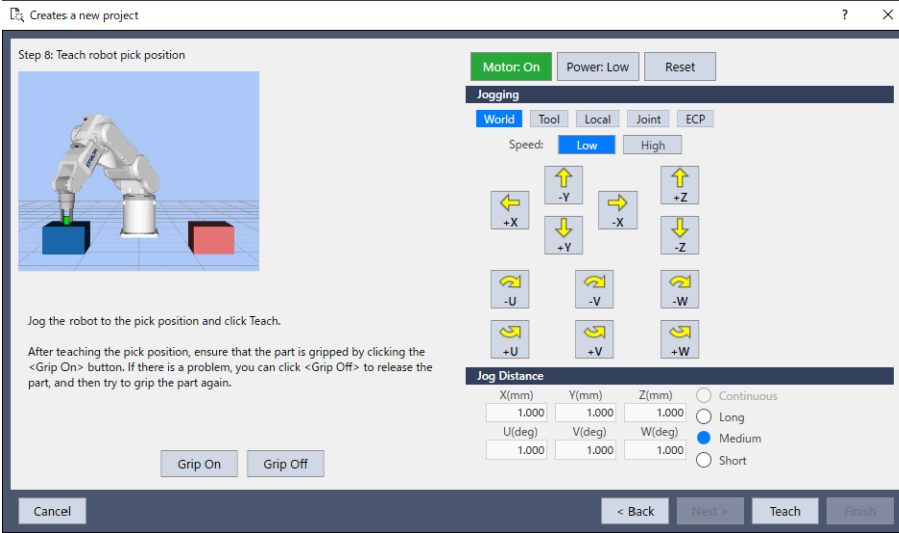 Creates a new project
?
Step 8: Teach robot pick position
Motor: On
Power: Low
Reset
Jogging
World
Tool
Local
Joint
ECP
Speed:
Low
High
-Y
+Z
+X
-X
+Y
-Z
-U
-V
-W
+U
+V
+W
Jog the robot to the pick position and click Teach.
After teaching the pick position, ensure that the part is gripped by clicking the
<Grip On> button. If there is a problem, you can click <Grip Off> to release the
part, and then try to grip the part again.
Jog Distance
X(mm)
Y(mm)
Z(mm)
Continuous
1.000
1.000
1.000
Long
U(deg)
V(deg)
W(deg)
Medium
1.000
1.000
1.000
Short
Grip On
Grip Off
Cancel
< Back
Next >
Teach
Finish